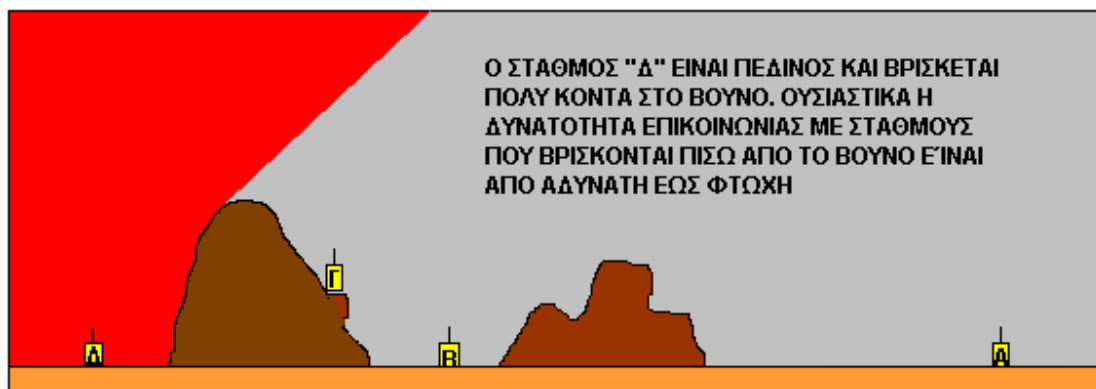 Ο ΣΤΑΘΜΟΣ "Δ" ΕΙΝΑΙ ΠΕΔΙΝΟΣ ΚΑΙ ΒΡΙΣΚΕΤΑΙ
ΠΟΛΥ ΚΟΝΤΑ ΣΤΟ ΒΟΥΝΟ. ΟΥΣΙΑΣΤΙΚΑ Η
ΔΥΝΑΤΟΤΗΤΑ ΕΠΙΚΟΙΝΩΝΙΑΣ ΜΕ ΣΤΑΘΜΟΥΣ
ΠΟΥ ΒΡΙΣΚΟΝΤΑΙ ΠΙΣΩ ΑΠΟ ΤΟ ΒΟΥΝΟ Ε'ΙΝΑΙ
ΑΠΟ ΑΔΥΝΑΤΗ ΕΩΣ ΦΤΩΧΗ
Γ
Δ
Β
Α